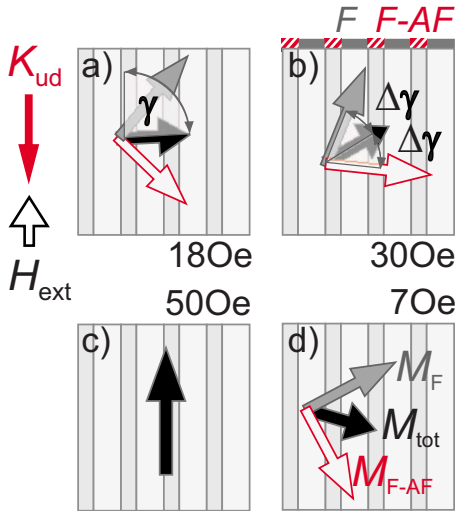 F F-AF
K_ud
H_ext
a)
γ
18Oe
b)
Δγ
Δγ
30Oe
50Oe
c)
7Oe
d)
M_F
M_tot
M_F-AF